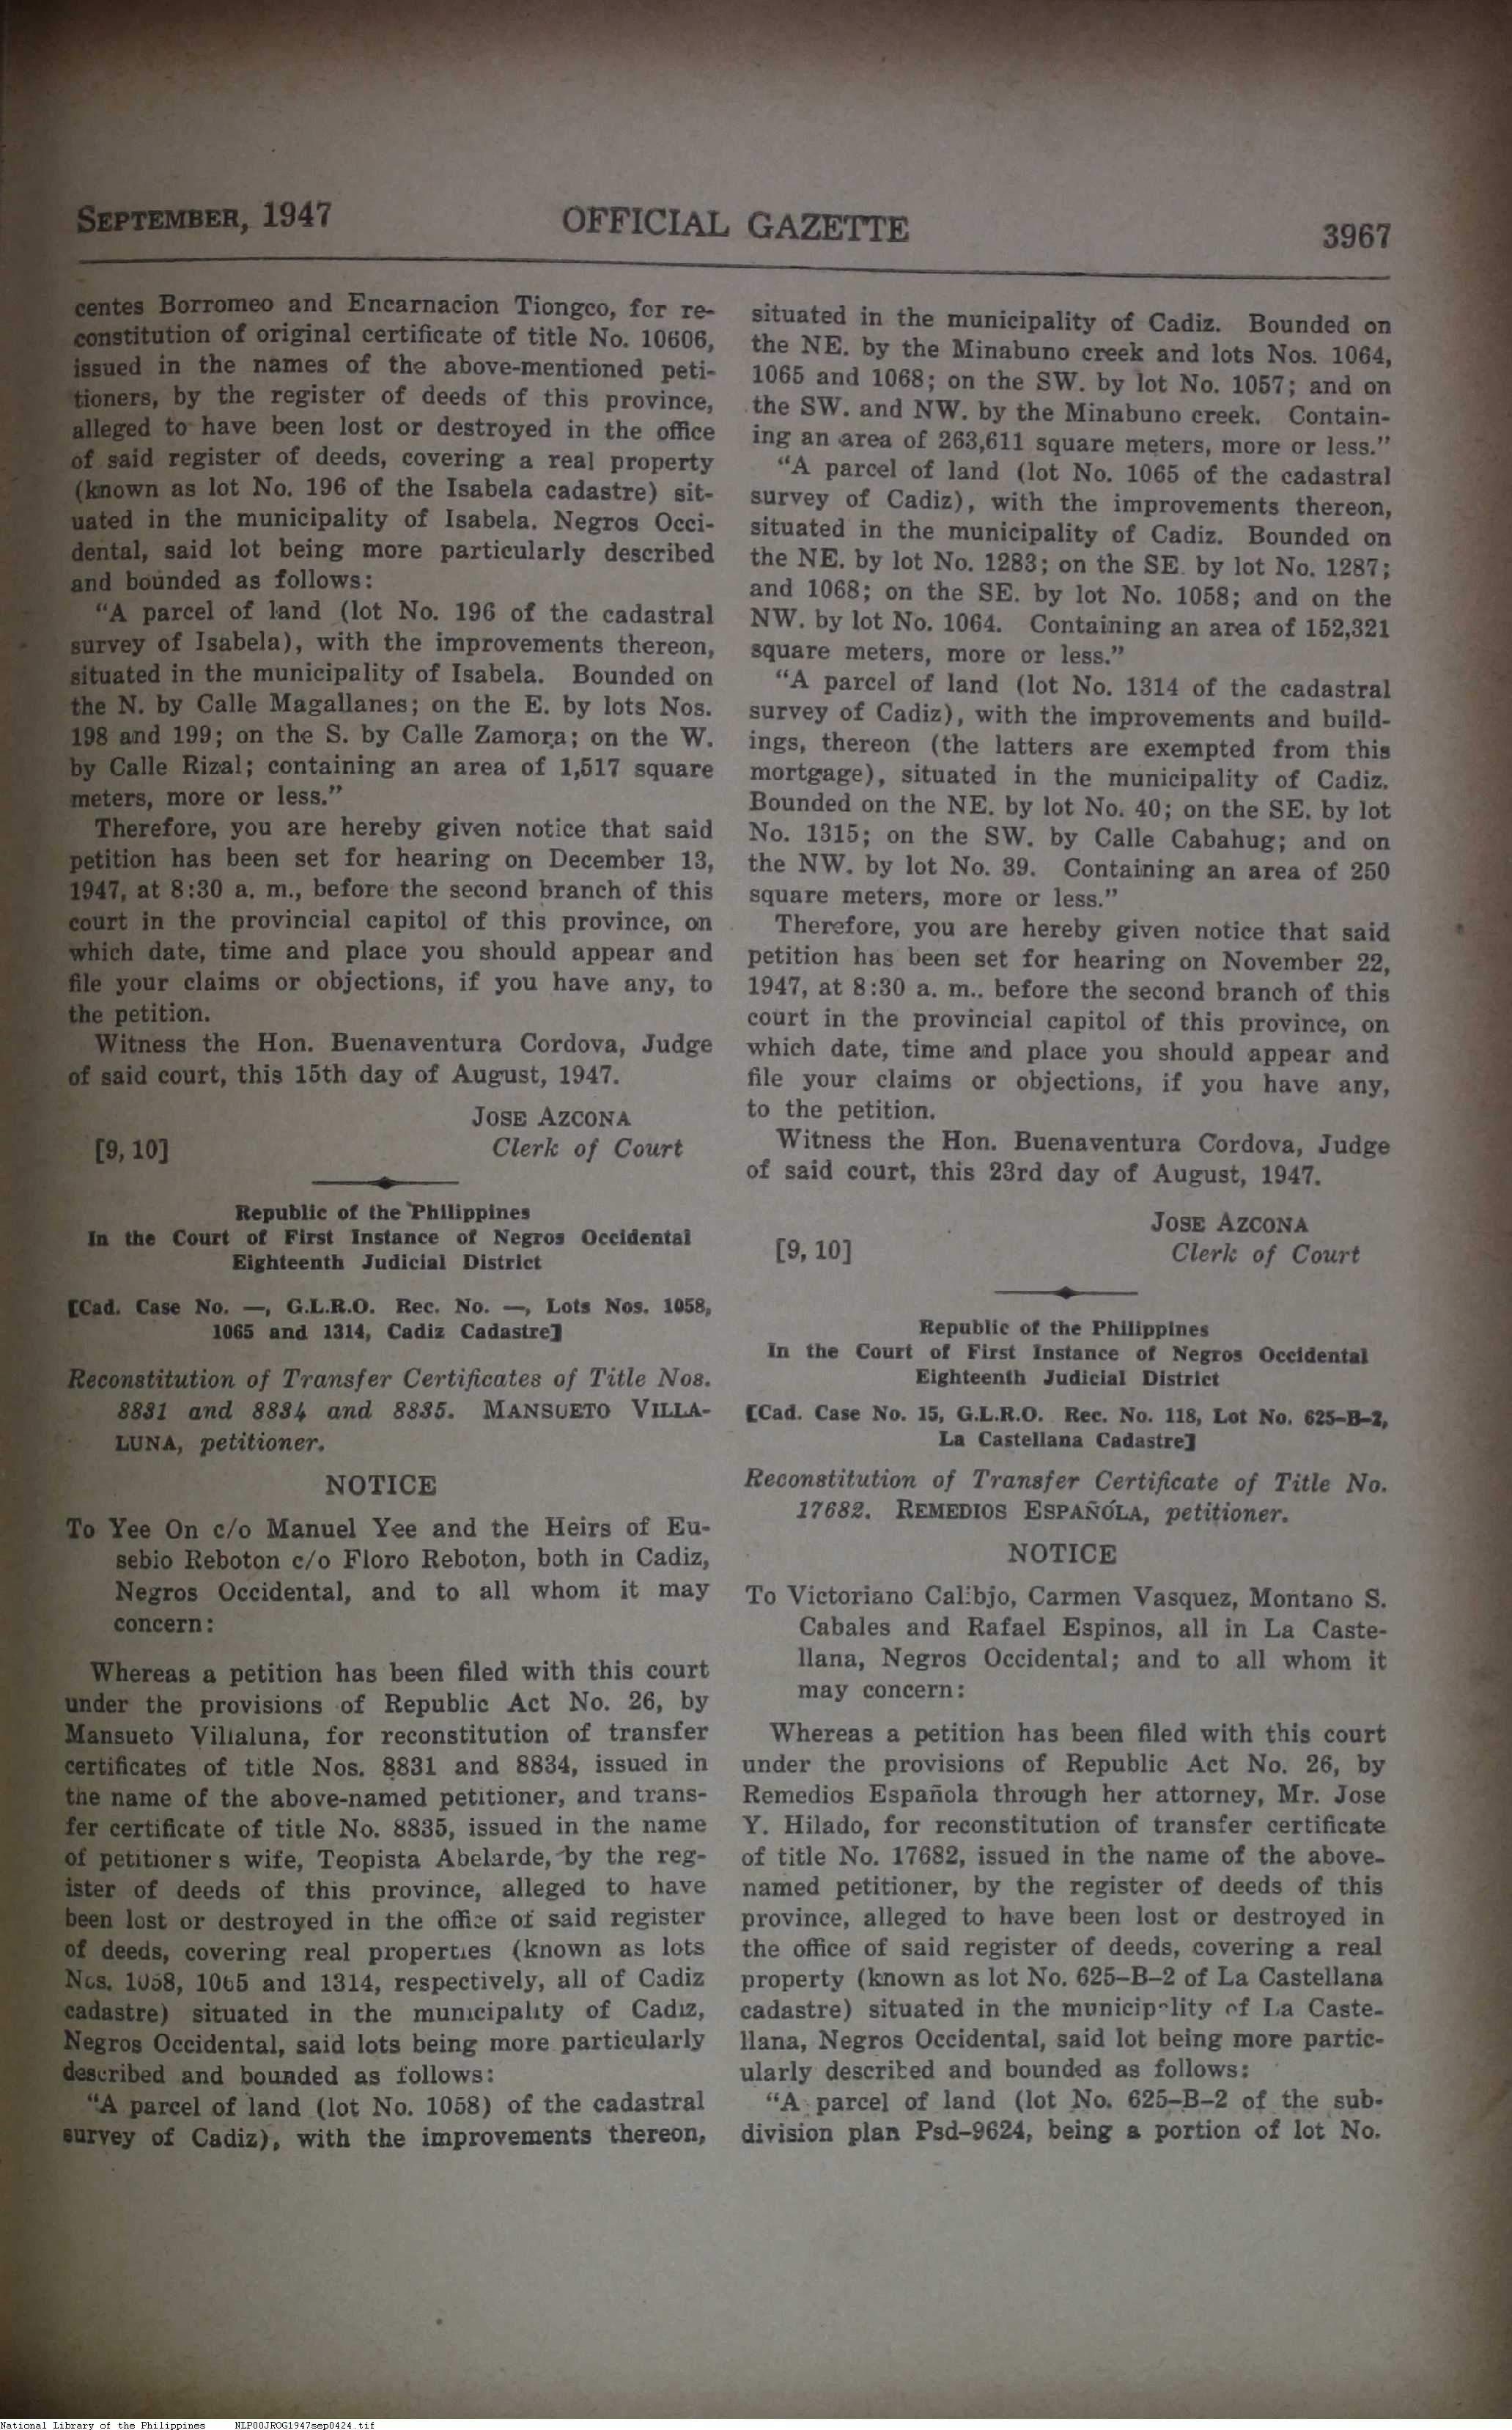 SEPTEMBER, 1947 OFFICIAL GAZETTE 3967
centes Borromeo and Encarnacion Tiongco, for re-
constitution of original certificate of title No. 10606,
issued in the names of the above-mentioned peti-
tioners, by the register of deeds of this province,
alleged to have been lost or destroyed in the office
of said register of deeds, covering a real property
(known as lot No. 196 of the Isabela cadastre) sit-
uated in the municipality of Isabela. Negros Occi-
dental, said lot being more particularly described
and bounded as follows:
“A parcel of land (lot No. 196 of the cadastral
survey of Isabela), with the improvements thereon,
situated in the municipality of Isabela. Bounded on
the N. by Calle Magallanes; on the E. by lots Nos.
198 and 199; on the S. by Calle Zamora; on the W.
by Calle Rizal; containing an area of 1,517 square
meters, more or less.”
Therefore, you are hereby given notice that said
petition has been set for hearing on December 13,
1947, at 8:30 a. m., before the second branch of this
court in the provincial capitol of this province, on
which date, time and place you should appear and
file your claims or objections, if you have any, to
the petition.
Witness the Hon. Buenaventura Cordova, Judge
of said court, this 15th day of August, 1947.
JOSE AZCONA
[9, 10] Clerk of Court
Republic of the Philippines
In the Court of First Instance of Negros Occidental
Eighteenth Judicial District
[Cad. Case No. —, G.L.R.O. Rec. No. —, Lots Nos. 1058,
1065 and 1314, Cadiz Cadastre]
Reconstitution of Transfer Certificates of Title Nos.
8831 and 8834 and 8835. MANSUETO VILLA-
LUNA, petitioner.
NOTICE
To Yee On c/o Manuel Yee and the Heirs of Eu-
sebio Reboton c/o Floro Reboton, both in Cadiz,
Negros Occidental, and to all whom it may
concern:
Whereas a petition has been filed with this court
under the provisions of Republic Act No. 26, by
Mansueto Villaluna, for reconstitution of transfer
certificates of title Nos. 8831 and 8834, issued in
the name of the above-named petitioner, and trans-
fer certificate of title No. 8835, issued in the name
of petitioner s wife, Teopista Abelarde, by the reg-
ister of deeds of this province, alleged to have
been lost or destroyed in the office of said register
of deeds, covering real properties (known as lots
Nos. 1058, 1065 and 1314, respectively, all of Cadiz
cadastre) situated in the municipality of Cadiz,
Negros Occidental, said lots being more particularly
described and bounded as follows:
“A parcel of land (lot No. 1058) of the cadastral
survey of Cadiz), with the improvements thereon,
situated in the municipality of Cadiz. Bounded on
the NE. by the Minabuno creek and lots Nos. 1064,
1065 and 1068; on the SW. by lot No. 1057; and on
the SW. and NW. by the Minabuno creek. Contain-
ing an area of 263,611 square meters, more or less.”
“A parcel of land (lot No. 1065 of the cadastral
survey of Cadiz), with the improvements thereon,
situated in the municipality of Cadiz. Bounded on
the NE. by lot No. 1283; on the SE. by lot No. 1287;
and 1068; on the SE. by lot No. 1058; and on the
NW. by lot No. 1064. Containing an area of 152,321
square meters, more or less.”
“A parcel of land (lot No. 1314 of the cadastral
survey of Cadiz), with the improvements and build-
ings, thereon (the latters are exempted from this
mortgage), situated in the municipality of Cadiz.
Bounded on the NE. by lot No. 40; on the SE. by lot
No. 1315; on the SW. by Calle Cabahug; and on
the NW. by lot No. 39. Containing an area of 250
square meters, more or less.”
Therefore, you are hereby given notice that said
petition has been set for hearing on November 22,
1947, at 8:30 a. m.. before the second branch of this
court in the provincial capitol of this province, on
which date, time and place you should appear and
file your claims or objections, if you have any,
to the petition.
Witness the Hon. Buenaventura Cordova, Judge
of said court, this 23rd day of August, 1947.
JOSE AZCONA
[9, 10] Clerk of Court
Republic of the Philippines
In the Court of First Instance of Negros Occidental
Eighteenth Judicial District
[Cad. Case No. 15, G.L.R.O. Rec. No. 118, Lot No. 625–B–2,
La Castellana Cadastre]
Reconstitution of Transfer Certificate of Title No.
17682. REMEDIOS ESPAÑOLA, petitioner.
NOTICE
To Victoriano Calibjo, Carmen Vasquez, Montano S.
Cabales and Rafael Espinos, all in La Caste-
llana, Negros Occidental; and to all whom it
may concern:
Whereas a petition has been filed with this court
under the provisions of Republic Act No. 26, by
Remedios Española through her attorney, Mr. Jose
Y. Hilado, for reconstitution of transfer certificate
of title No. 17682, issued in the name of the above-
named petitioner, by the register of deeds of this
province, alleged to have been lost or destroyed in
the office of said register of deeds, covering a real
property (known as lot No. 625–B–2 of La Castellana
cadastre) situated in the municipality of La Caste-
llana, Negros Occidental, said lot being more partic-
ularly described and bounded as follows:
“A parcel of land (lot No. 625–B–2 of the sub-
division plan Psd–9624, being a portion of lot No.
National Library of the Philippines NLP00JROG1947sep0424.tif